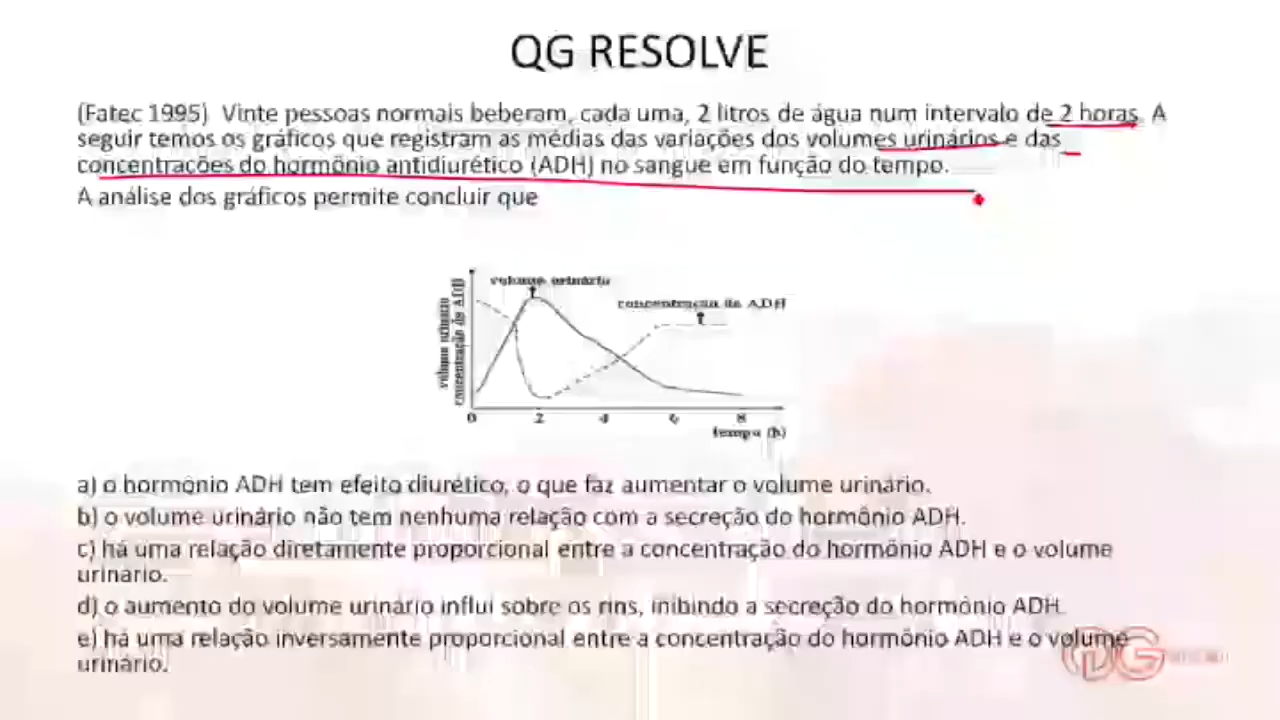 QG RESOLVE
(Fatec 1995) Vinte pessoas normais beberam, cada uma, 2 litros de água num intervalo de 2 horas. A
seguir temos os gráficos que registram as médias das variações dos volumes urinários e das
concentrações do hormônio antidiurético (ADH) no sangue em função do tempo.
A análise dos gráficos permite concluir que
volume urinário
concentração de ADH
volume urinário
concentração de ADH
0 2 4 6 8
tempo (h)
a) o hormônio ADH tem efeito diurético, o que faz aumentar o volume urinário.
b) o volume urinário não tem nenhuma relação com a secreção do hormônio ADH.
c) há uma relação diretamente proporcional entre a concentração do hormônio ADH e o volume
urinário.
d) o aumento do volume urinário influi sobre os rins, inibindo a secreção do hormônio ADH.
e) há uma relação inversamente proporcional entre a concentração do hormônio ADH e o volume
urinário.
QG